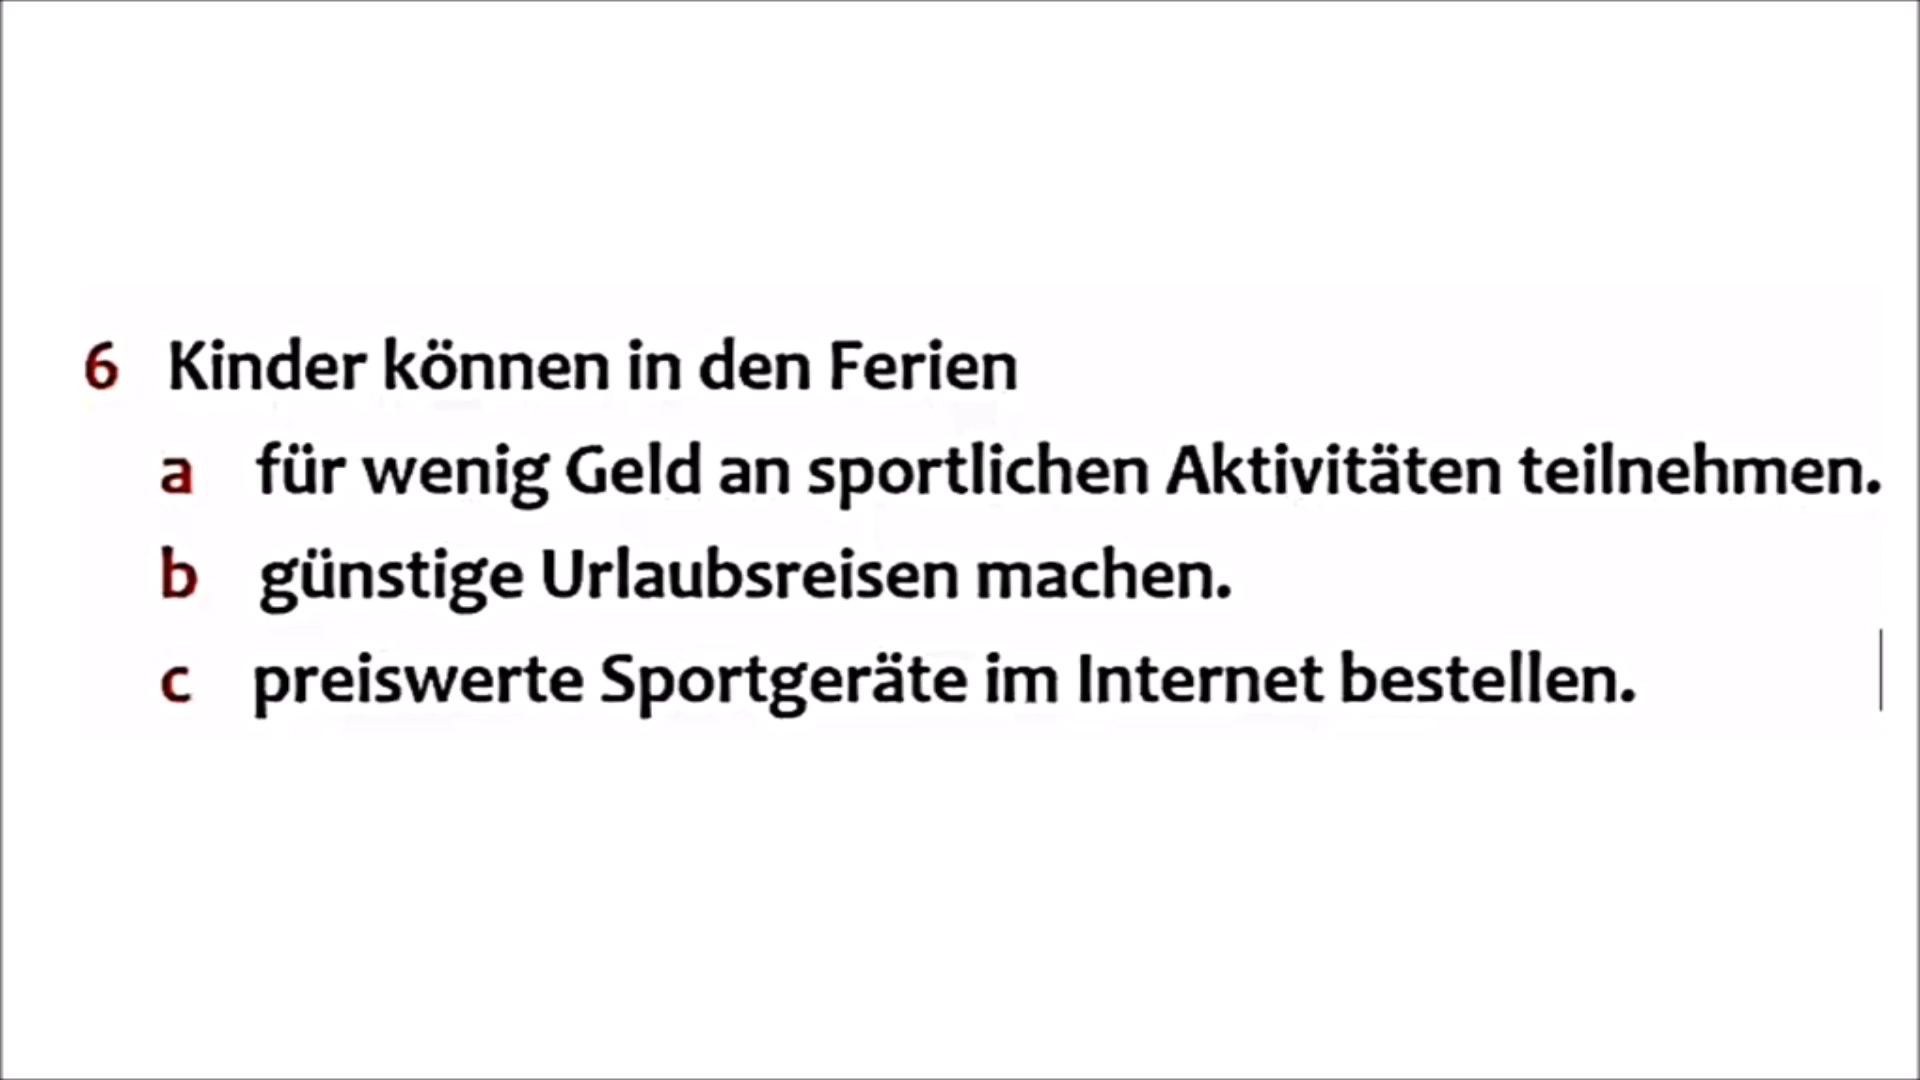 6 Kinder können in den Ferien
a für wenig Geld an sportlichen Aktivitäten teilnehmen.
b günstige Urlaubsreisen machen.
c preiswerte Sportgeräte im Internet bestellen.